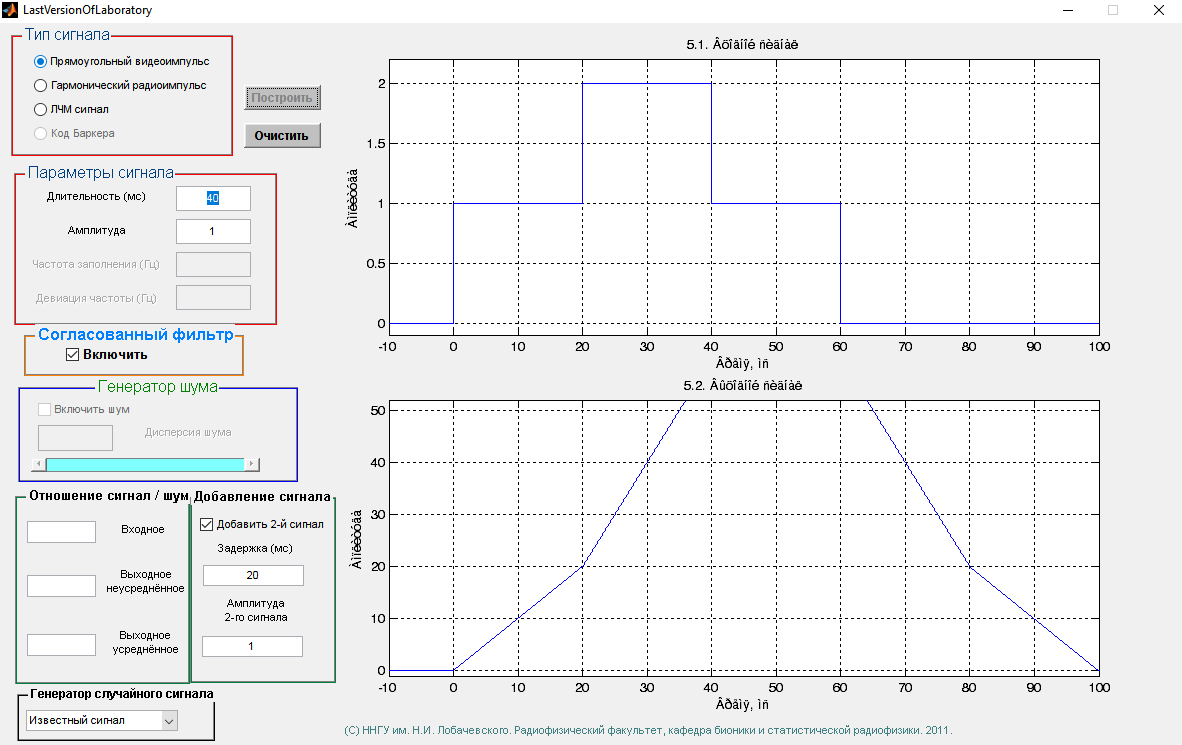 LastVersionOfLaboratory
Тип сигнала
Прямоугольный видеоимпульс
Гармонический радиоимпульс
ЛЧМ сигнал
Код Баркера
Построить
Очистить
Параметры сигнала
Длительность (мс)
40
Амплитуда
1
Частота заполнения (Гц)
Девиация частоты (Гц)
Согласованный фильтр
Включить
Генератор шума
Включить шум
Дисперсия шума
Отношение сигнал / шум
Входное
Выходное
неусреднённое
Выходное
усреднённое
Добавление сигнала
Добавить 2-й сигнал
Задержка (мс)
20
Амплитуда
2-го сигнала
1
Генератор случайного сигнала
Известный сигнал
5.1. Âõîäíîé ñèãíàë
Àìïëèòóäà
2
1.5
1
0.5
0
-10 0 10 20 30 40 50 60 70 80 90 100
Âðåìÿ, ìñ
5.2. Âûõîäíîé ñèãíàë
Àìïëèòóäà
50
40
30
20
10
0
-10 0 10 20 30 40 50 60 70 80 90 100
Âðåìÿ, ìñ
(С) ННГУ им. Н.И. Лобачевского. Радиофизический факультет, кафедра бионики и статистической радиофизики. 2011.